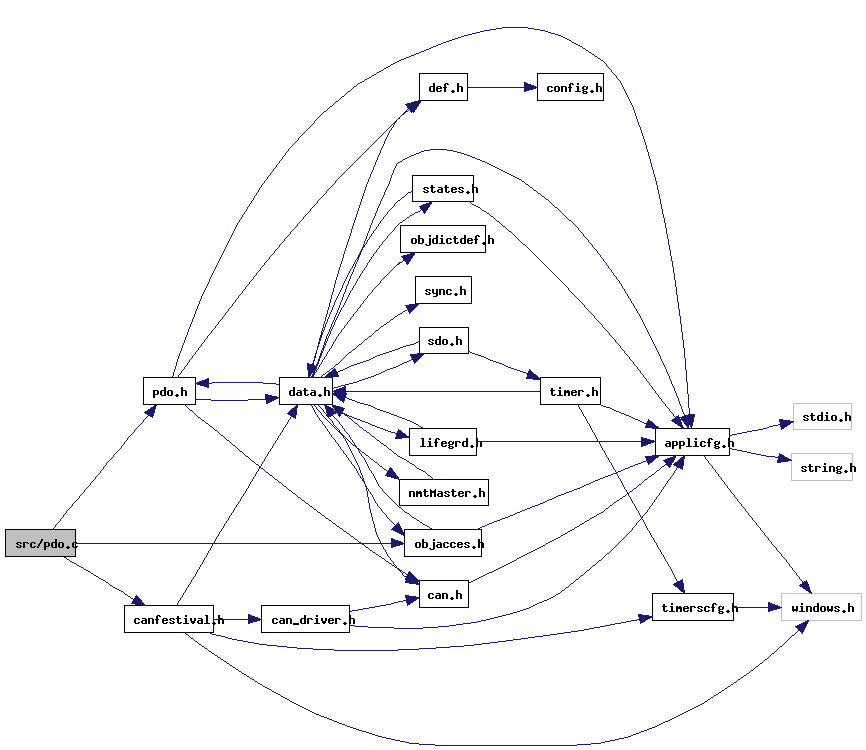 def.h
config.h
states.h
objdictdef.h
sync.h
sdo.h
pdo.h
data.h
timer.h
stdio.h
lifegrd.h
applicfg.h
string.h
nmtMaster.h
src/pdo.c
objacces.h
can.h
canfestival.h
can_driver.h
timerscfg.h
windows.h